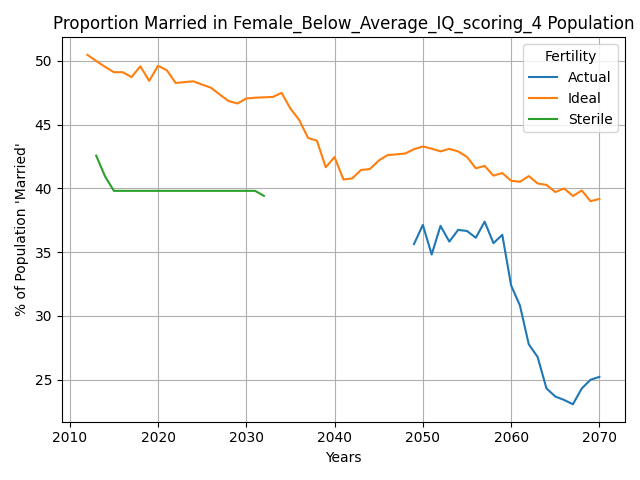 Proportion Married in Female_Below_Average_IQ_scoring_4 Population
Fertility
Actual
Ideal
Sterile
% of Population 'Married'
50
45
40
35
30
25
2010
2020
2030
2040
2050
2060
2070
Years